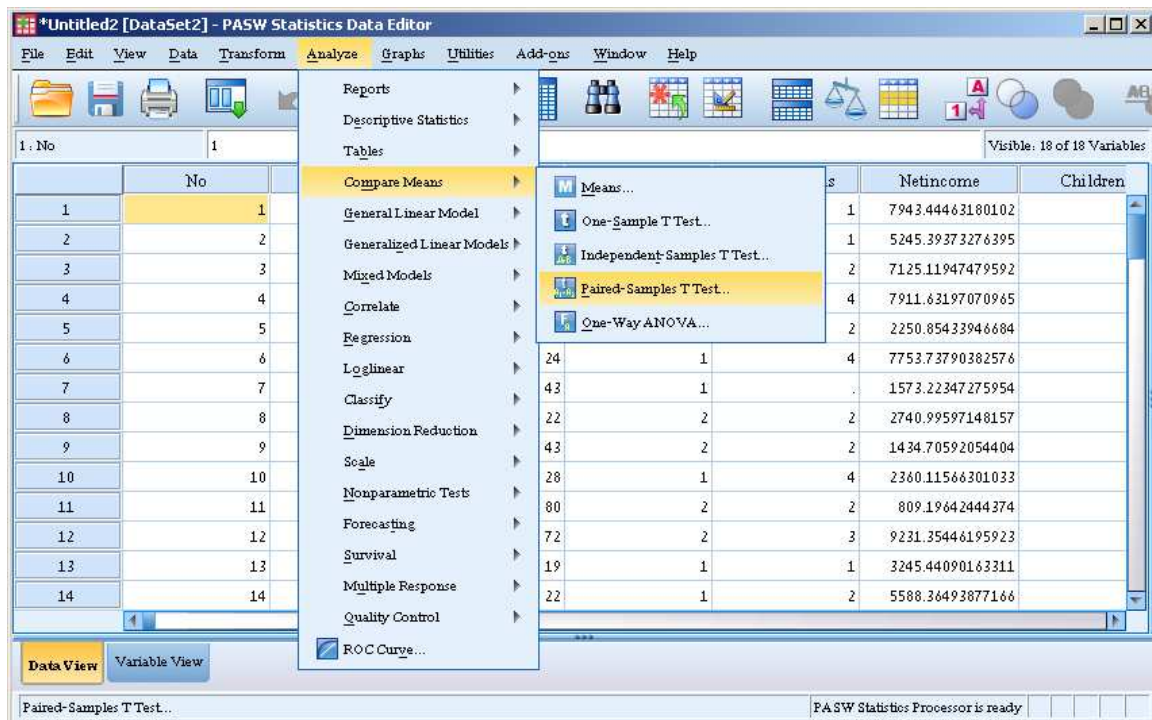 *Untitled2 [DataSet2] - PASW Statistics Data Editor
File Edit View Data Transform Analyze Graphs Utilities Add-ons Window Help
A
1
1 : No 1 Visible: 18 of 18 Variables
No s Netincome Children
1 1 1 7943.44463180102
2 2 1 5245.39373276395
3 3 2 7125.11947479592
4 4 4 7911.63197070965
5 5 2 2250.85433946684
6 6 24 1 4 7753.73790382576
7 7 43 1 . 1573.22347275954
8 8 22 2 2 2740.99597148157
9 9 43 2 2 1434.70592054404
10 10 28 1 4 2360.11566301033
11 11 80 2 2 809.19642444374
12 12 72 2 3 9231.35446195923
13 13 19 1 1 3245.44090163311
14 14 22 1 2 5588.36493877166
Reports
Descriptive Statistics
Tables
Compare Means
General Linear Model
Generalized Linear Models
Mixed Models
Correlate
Regression
Loglinear
Classify
Dimension Reduction
Scale
Nonparametric Tests
Forecasting
Survival
Multiple Response
Quality Control
ROC Curve...
Means...
One-Sample T Test...
Independent-Samples T Test...
Paired-Samples T Test...
One-Way ANOVA...
Data View Variable View
Paired-Samples T Test... PASW Statistics Processor is ready